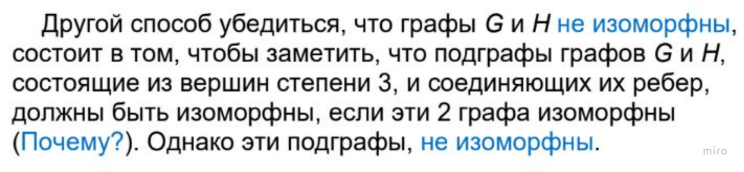 Другой способ убедиться, что графы G и H не изоморфны,
состоит в том, чтобы заметить, что подграфы графов G и H,
состоящие из вершин степени 3, и соединяющих их ребер,
должны быть изоморфны, если эти 2 графа изоморфны
(Почему?). Однако эти подграфы, не изоморфны.
miro